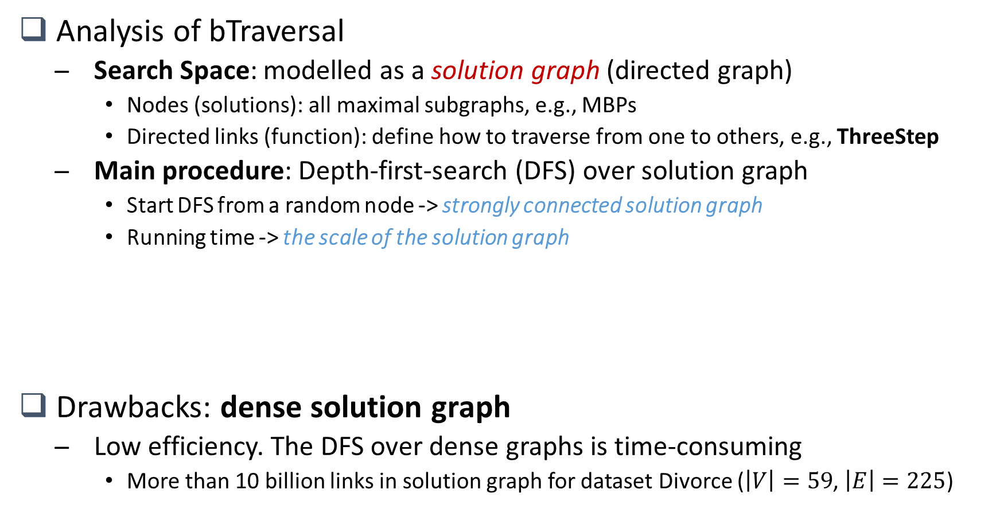 ❑ Analysis of bTraversal
– Search Space: modelled as a solution graph (directed graph)
• Nodes (solutions): all maximal subgraphs, e.g., MBPs
• Directed links (function): define how to traverse from one to others, e.g., ThreeStep
– Main procedure: Depth-first-search (DFS) over solution graph
• Start DFS from a random node -> strongly connected solution graph
• Running time -> the scale of the solution graph
❑ Drawbacks: dense solution graph
– Low efficiency. The DFS over dense graphs is time-consuming
• More than 10 billion links in solution graph for dataset Divorce (|V| = 59, |E| = 225)